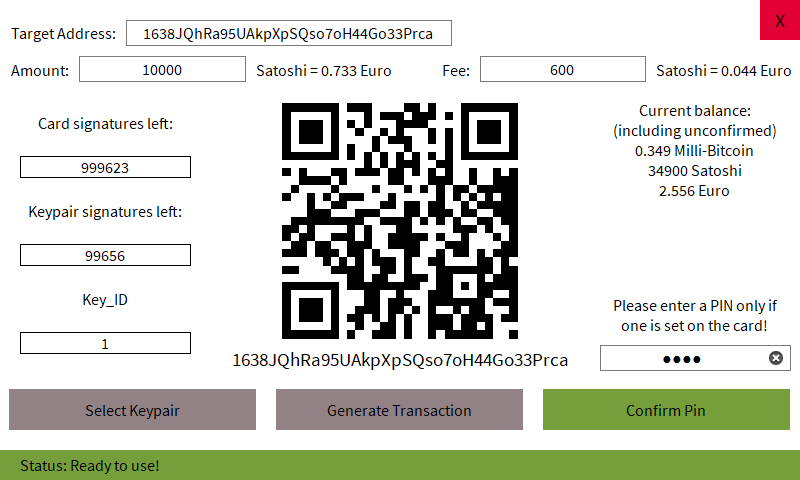 X
Target Address: 1638JQhRa95UAkpXpSQso7oH44Go33Prca
Amount: 10000 Satoshi = 0.733 Euro Fee: 600 Satoshi = 0.044 Euro
Card signatures left:
999623
Keypair signatures left:
99656
Key_ID
1
1638JQhRa95UAkpXpSQso7oH44Go33Prca
Current balance:
(including unconfirmed)
0.349 Milli-Bitcoin
34900 Satoshi
2.556 Euro
Please enter a PIN only if
one is set on the card!
●●●●
Select Keypair
Generate Transaction
Confirm Pin
Status: Ready to use!